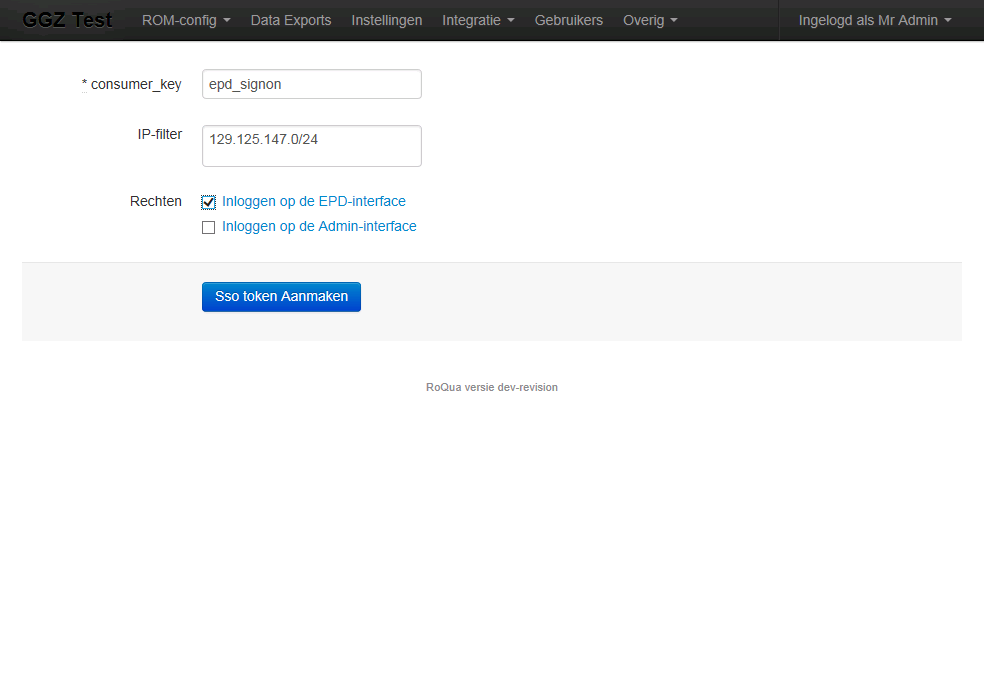 GGZ Test ROM-config Data Exports Instellingen Integratie Gebruikers Overig Ingelogd als Mr Admin
* consumer_key epd_signon
IP-filter 129.125.147.0/24
Rechten Inloggen op de EPD-interface
Inloggen op de Admin-interface
Sso token Aanmaken
RoQua versie dev-revision